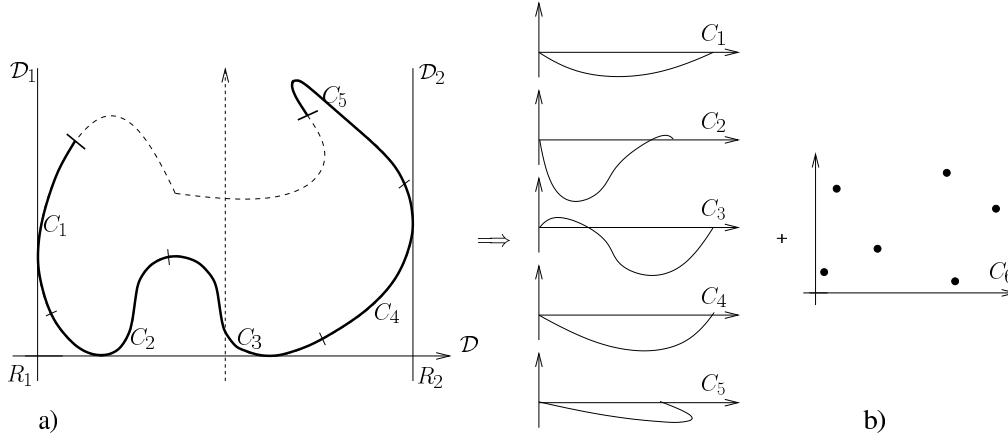 𝒟₁
𝒟₂
C₅
C₁
C₂
C₃
C₄
𝒟
R₁
R₂
a)
⟹
C₁
C₂
C₃
C₄
C₅
+
b)